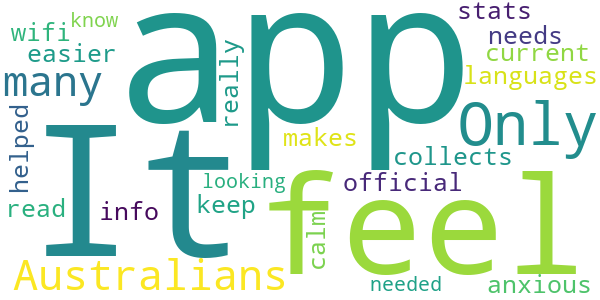 know
wifi
app
stats
needs
easier
really
current
many
languages
Only
helped
It
makes
collects
looking
feel
official
read
info
keep
calm
Australians
needed
anxious